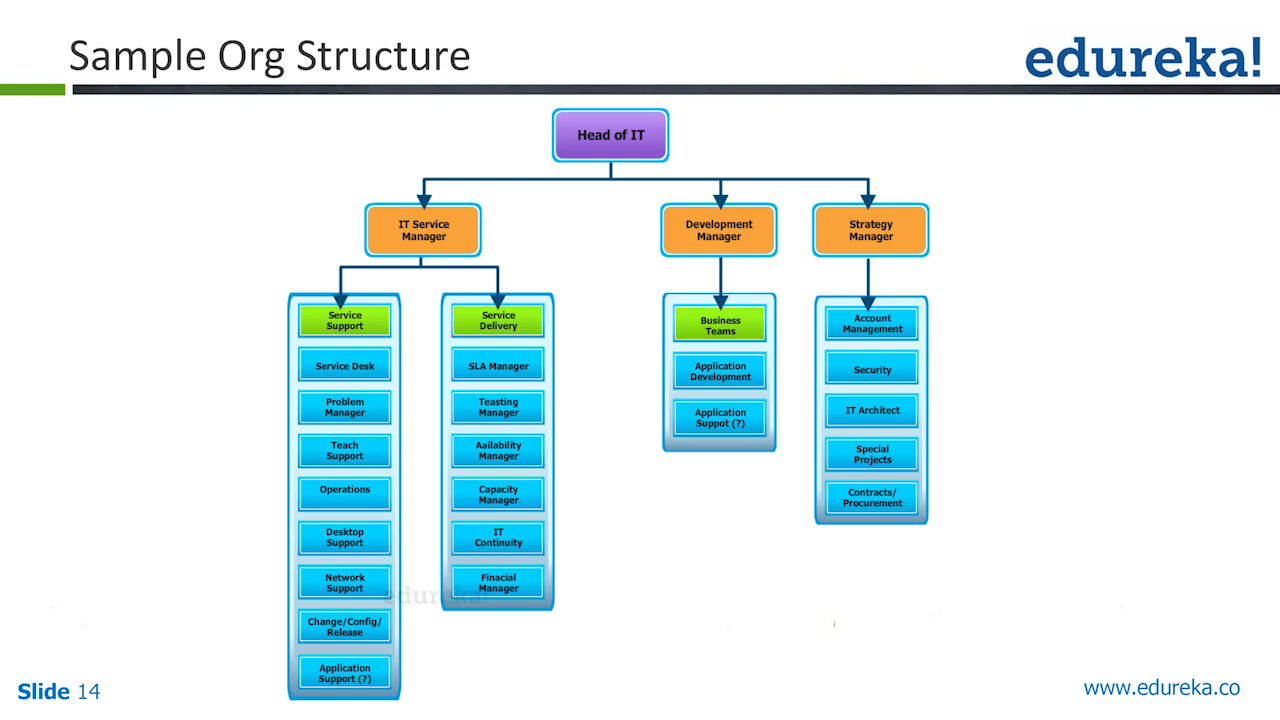 Sample Org Structure
edureka!
Head of IT
IT Service
Manager
Development
Manager
Strategy
Manager
Service
Support
Service Desk
Problem
Manager
Teach
Support
Operations
Desktop
Support
Network
Support
Change/Config/
Release
Application
Support (?)
Service
Delivery
SLA Manager
Teasting
Manager
Aailability
Manager
Capacity
Manager
IT
Continuity
Finacial
Manager
Business
Teams
Application
Development
Application
Suppot (?)
Account
Management
Security
IT Architect
Special
Projects
Contracts/
Procurement
edureka!
Slide 14
www.edureka.co